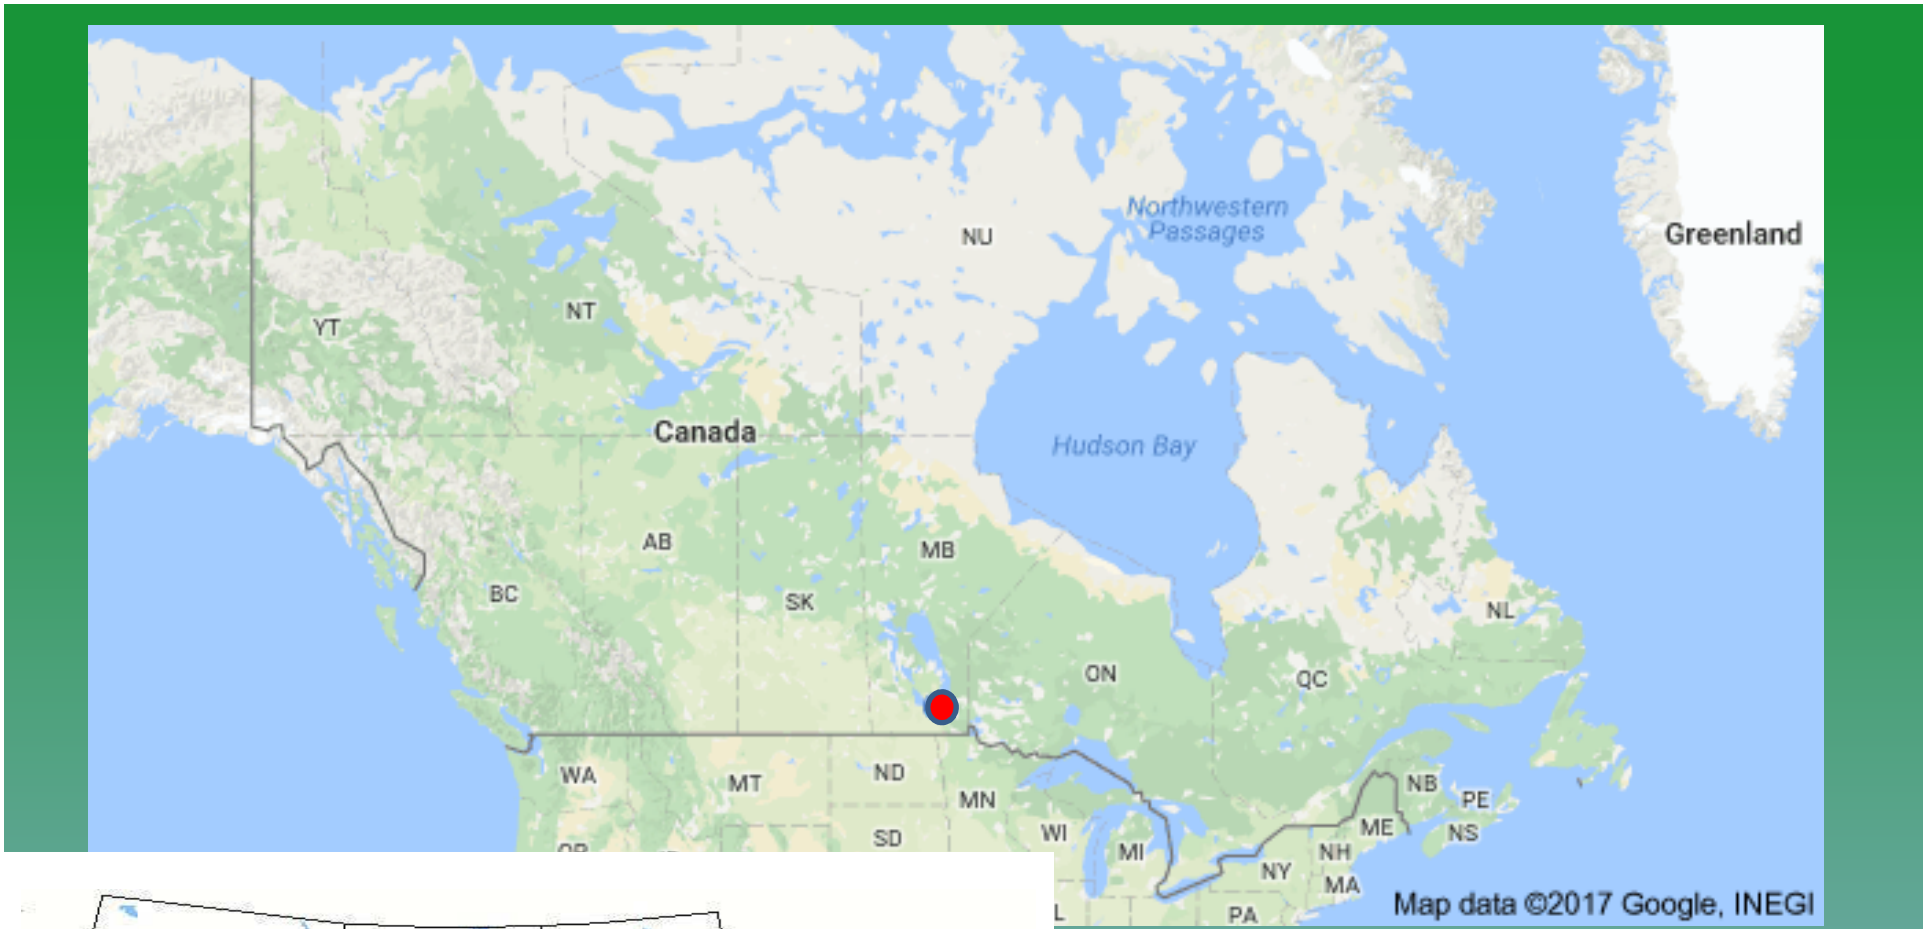 Northwestern
Passages
NU
Greenland
NT
YT
Canada
Hudson Bay
AB
MB
BC
SK
NL
ON
QC
WA
MT
ND
NB
MN
PE
WI
ME
NS
SD
MI
NH
NY
MA
PA
Map data ©2017 Google, INEGI